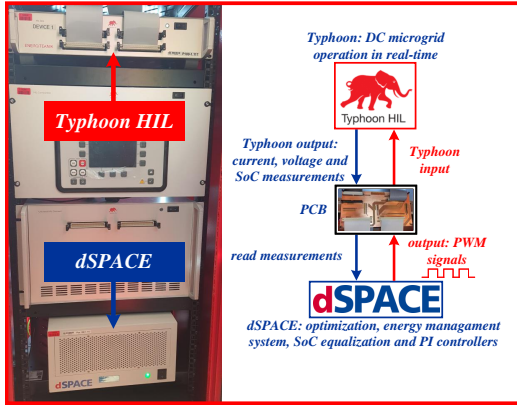 DEVICE 1
Typhoon HIL
dSPACE
dSPACE
Typhoon: DC microgrid
operation in real-time
Typhoon HIL
Typhoon output:
current, voltage and
SoC measurements
Typhoon
input
PCB
read measurements
output: PWM
signals
dSPACE
dSPACE: optimization, energy managament
system, SoC equalization and PI controllers